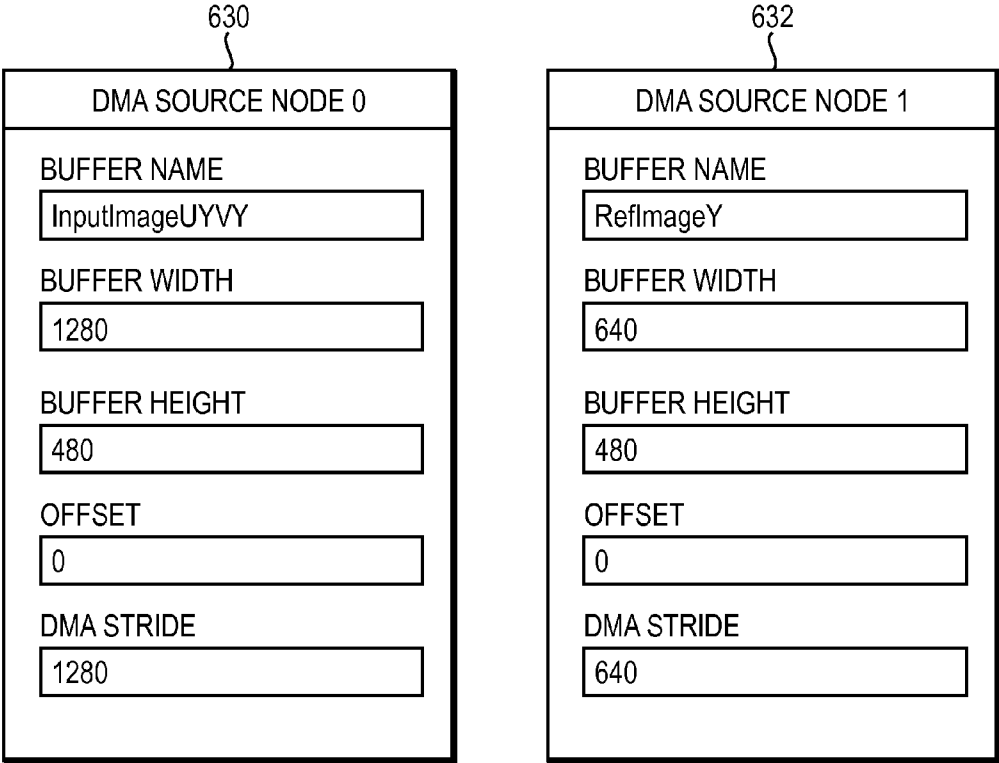 630
DMA SOURCE NODE 0
BUFFER NAME
InputImageUYVY
BUFFER WIDTH
1280
BUFFER HEIGHT
480
OFFSET
0
DMA STRIDE
1280
632
DMA SOURCE NODE 1
BUFFER NAME
RefImageY
BUFFER WIDTH
640
BUFFER HEIGHT
480
OFFSET
0
DMA STRIDE
640